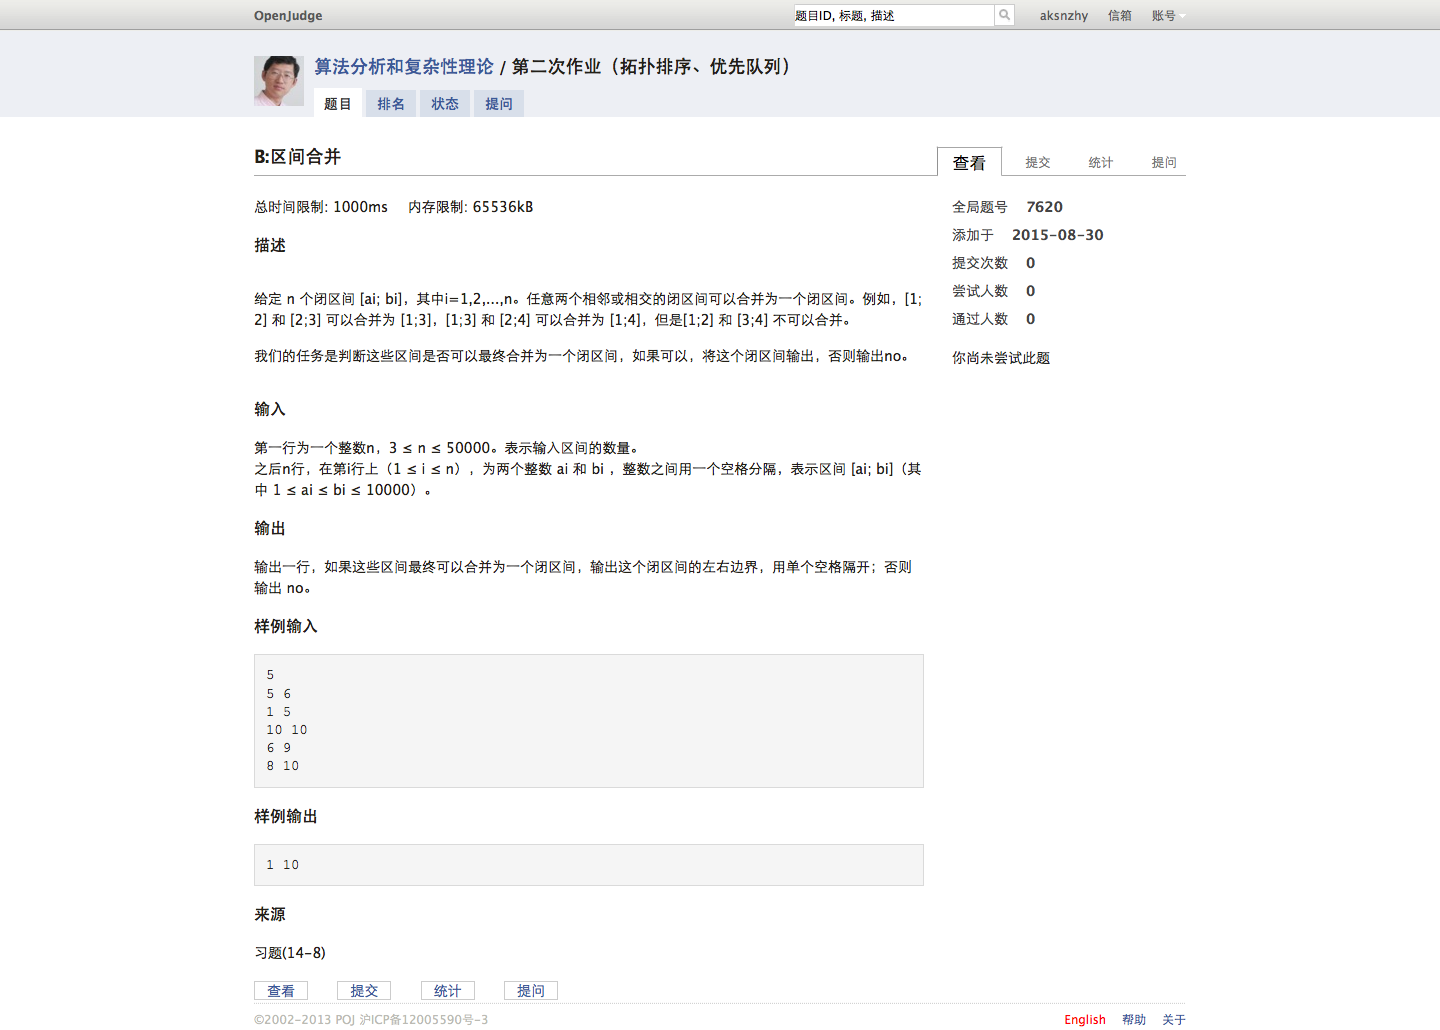 OpenJudge
题目ID, 标题, 描述
aksnzhy 信箱 账号
算法分析和复杂性理论 / 第二次作业（拓扑排序、优先队列）
题目 排名 状态 提问
B:区间合并
查看 提交 统计 提问
总时间限制: 1000ms 内存限制: 65536kB
全局题号 7620
添加于 2015-08-30
提交次数 0
尝试人数 0
通过人数 0
你尚未尝试此题
描述
给定 n 个闭区间 [ai; bi]，其中i=1,2,...,n。任意两个相邻或相交的闭区间可以合并为一个闭区间。例如，[1;
2] 和 [2;3] 可以合并为 [1;3]，[1;3] 和 [2;4] 可以合并为 [1;4]，但是[1;2] 和 [3;4] 不可以合并。
我们的任务是判断这些区间是否可以最终合并为一个闭区间，如果可以，将这个闭区间输出，否则输出no。
输入
第一行为一个整数n，3 ≤ n ≤ 50000。表示输入区间的数量。
之后n行，在第i行上（1 ≤ i ≤ n），为两个整数 ai 和 bi ，整数之间用一个空格分隔，表示区间 [ai; bi]（其
中 1 ≤ ai ≤ bi ≤ 10000）。
输出
输出一行，如果这些区间最终可以合并为一个闭区间，输出这个闭区间的左右边界，用单个空格隔开；否则
输出 no。
样例输入
5
5 6
1 5
10 10
6 9
8 10
样例输出
1 10
来源
习题(14-8)
查看 提交 统计 提问
©2002-2013 POJ 沪ICP备12005590号-3
English 帮助 关于